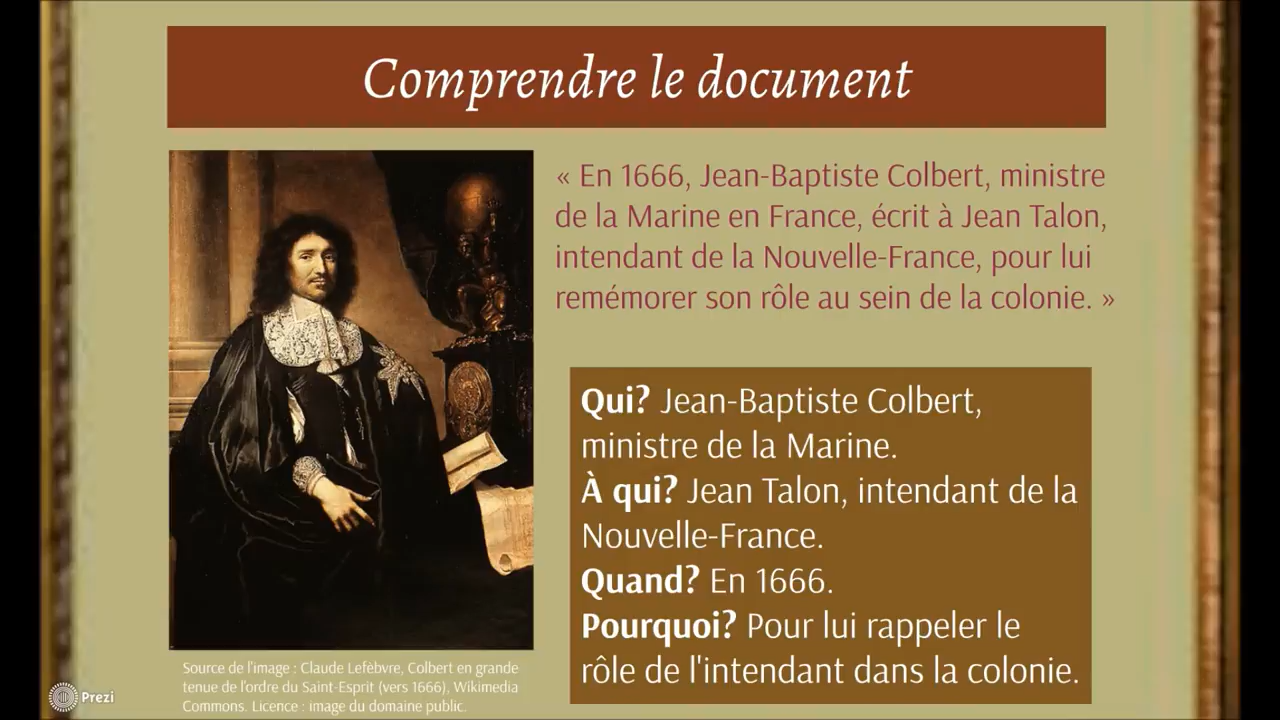 Comprendre le document
« En 1666, Jean-Baptiste Colbert, ministre
de la Marine en France, écrit à Jean Talon,
intendant de la Nouvelle-France, pour lui
remémorer son rôle au sein de la colonie. »
Qui? Jean-Baptiste Colbert,
ministre de la Marine.
À qui? Jean Talon, intendant de la
Nouvelle-France.
Quand? En 1666.
Pourquoi? Pour lui rappeler le
rôle de l'intendant dans la colonie.
Source de l'image : Claude Lefèbvre, Colbert en grande
tenue de l'ordre du Saint-Esprit (vers 1666), Wikimedia
Commons. Licence : image du domaine public.
Prezi